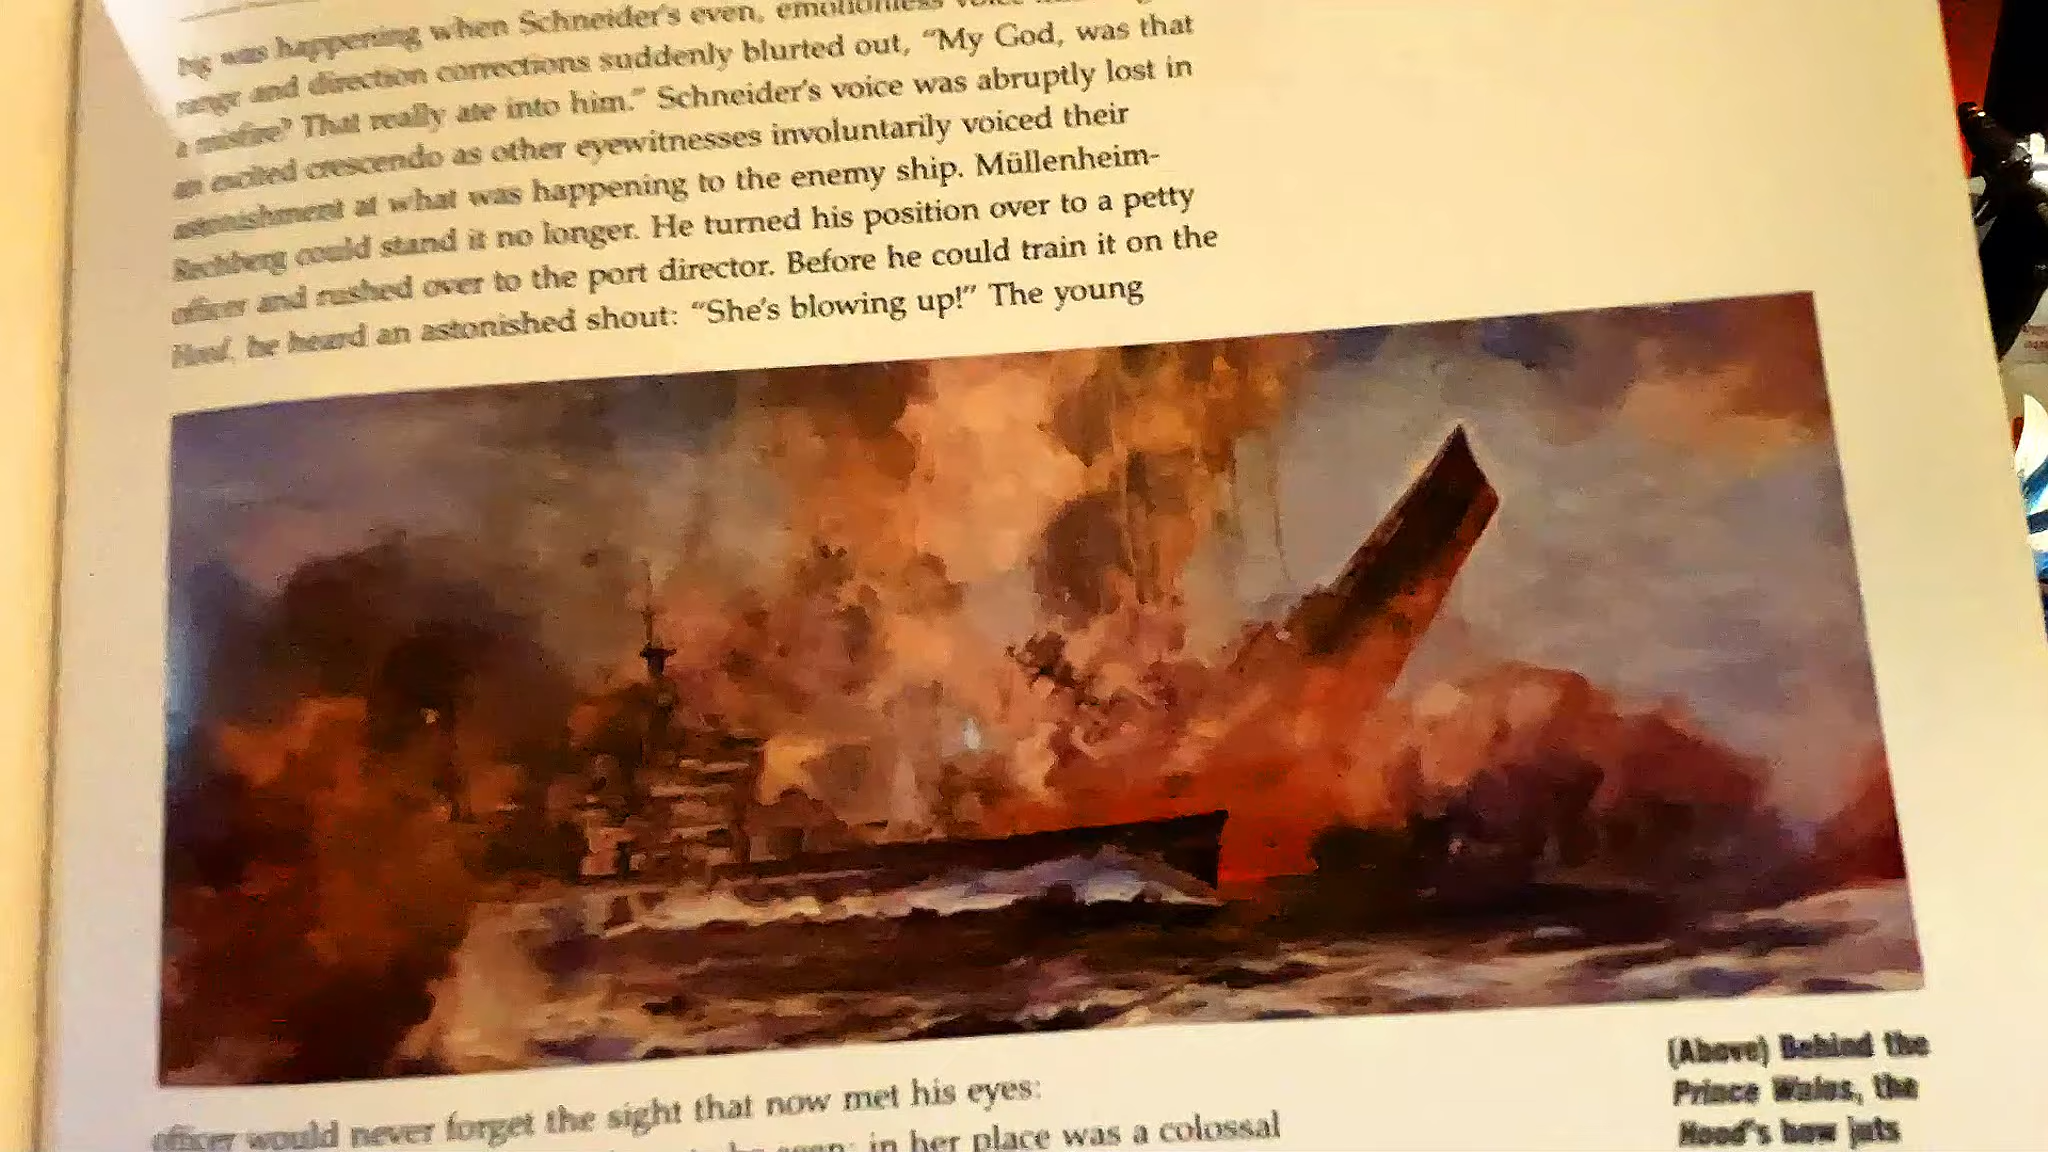 was happening when Schneider's even, emotionless voice
range and direction corrections suddenly blurted out, “My God, was that
a misfire? That really ate into him.” Schneider's voice was abruptly lost in
an excited crescendo as other eyewitnesses involuntarily voiced their
astonishment at what was happening to the enemy ship. Müllenheim-
Rechberg could stand it no longer. He turned his position over to a petty
officer and rushed over to the port director. Before he could train it on the
Hood, he heard an astonished shout: “She's blowing up!” The young
officer would never forget the sight that now met his eyes:
in her place was a colossal
(Above) Behind the
Prince Wales, the
Hood's bow juts